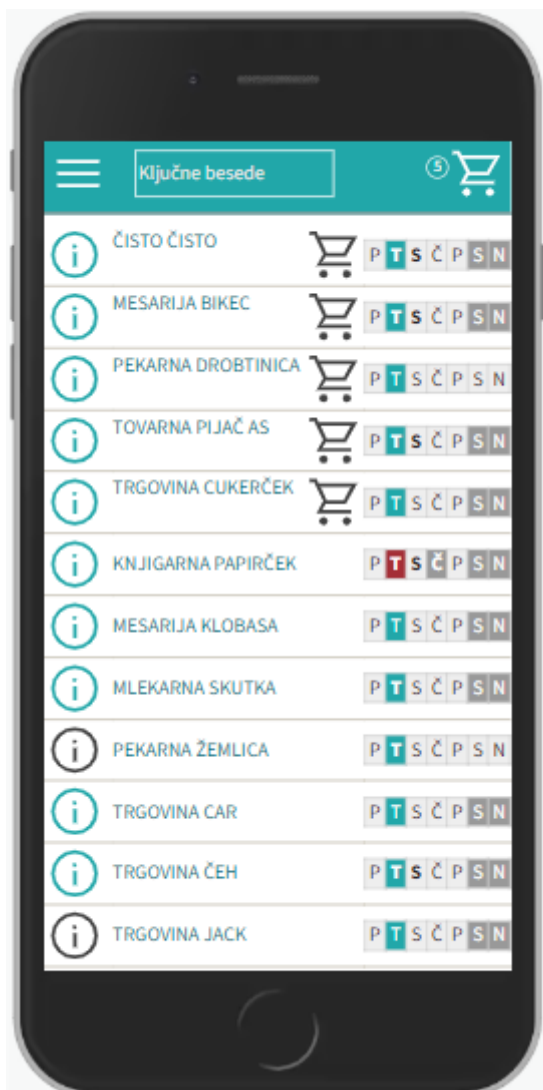 Ključne besede 5
ČISTO ČISTO P T S Č P S N
MESARIJA BIKEC P T S Č P S N
PEKARNA DROBTINICA P T S Č P S N
TOVARNA PIJAČ AS P T S Č P S N
TRGOVINA CUKERČEK P T S Č P S N
KNJIGARNA PAPIRČEK P T S Č P S N
MESARIJA KLOBASA P T S Č P S N
MLEKARNA SKUTKA P T S Č P S N
PEKARNA ŽEMLICA P T S Č P S N
TRGOVINA CAR P T S Č P S N
TRGOVINA ČEH P T S Č P S N
TRGOVINA JACK P T S Č P S N